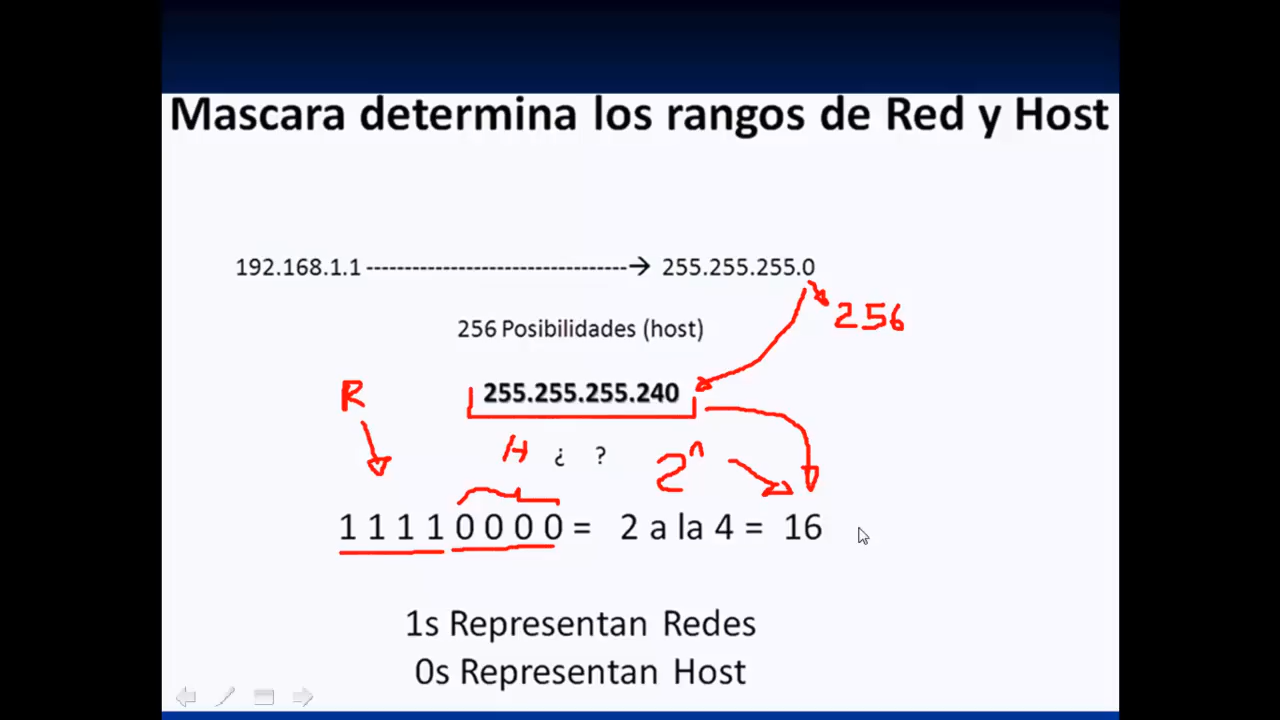 Mascara determina los rangos de Red y Host
192.168.1.1 ----------------------------------→ 255.255.255.0
256
256 Posibilidades (host)
255.255.255.240
R
H ¿ ? 2ⁿ
1 1 1 1 0 0 0 0 = 2 a la 4 = 16
1s Representan Redes
0s Representan Host